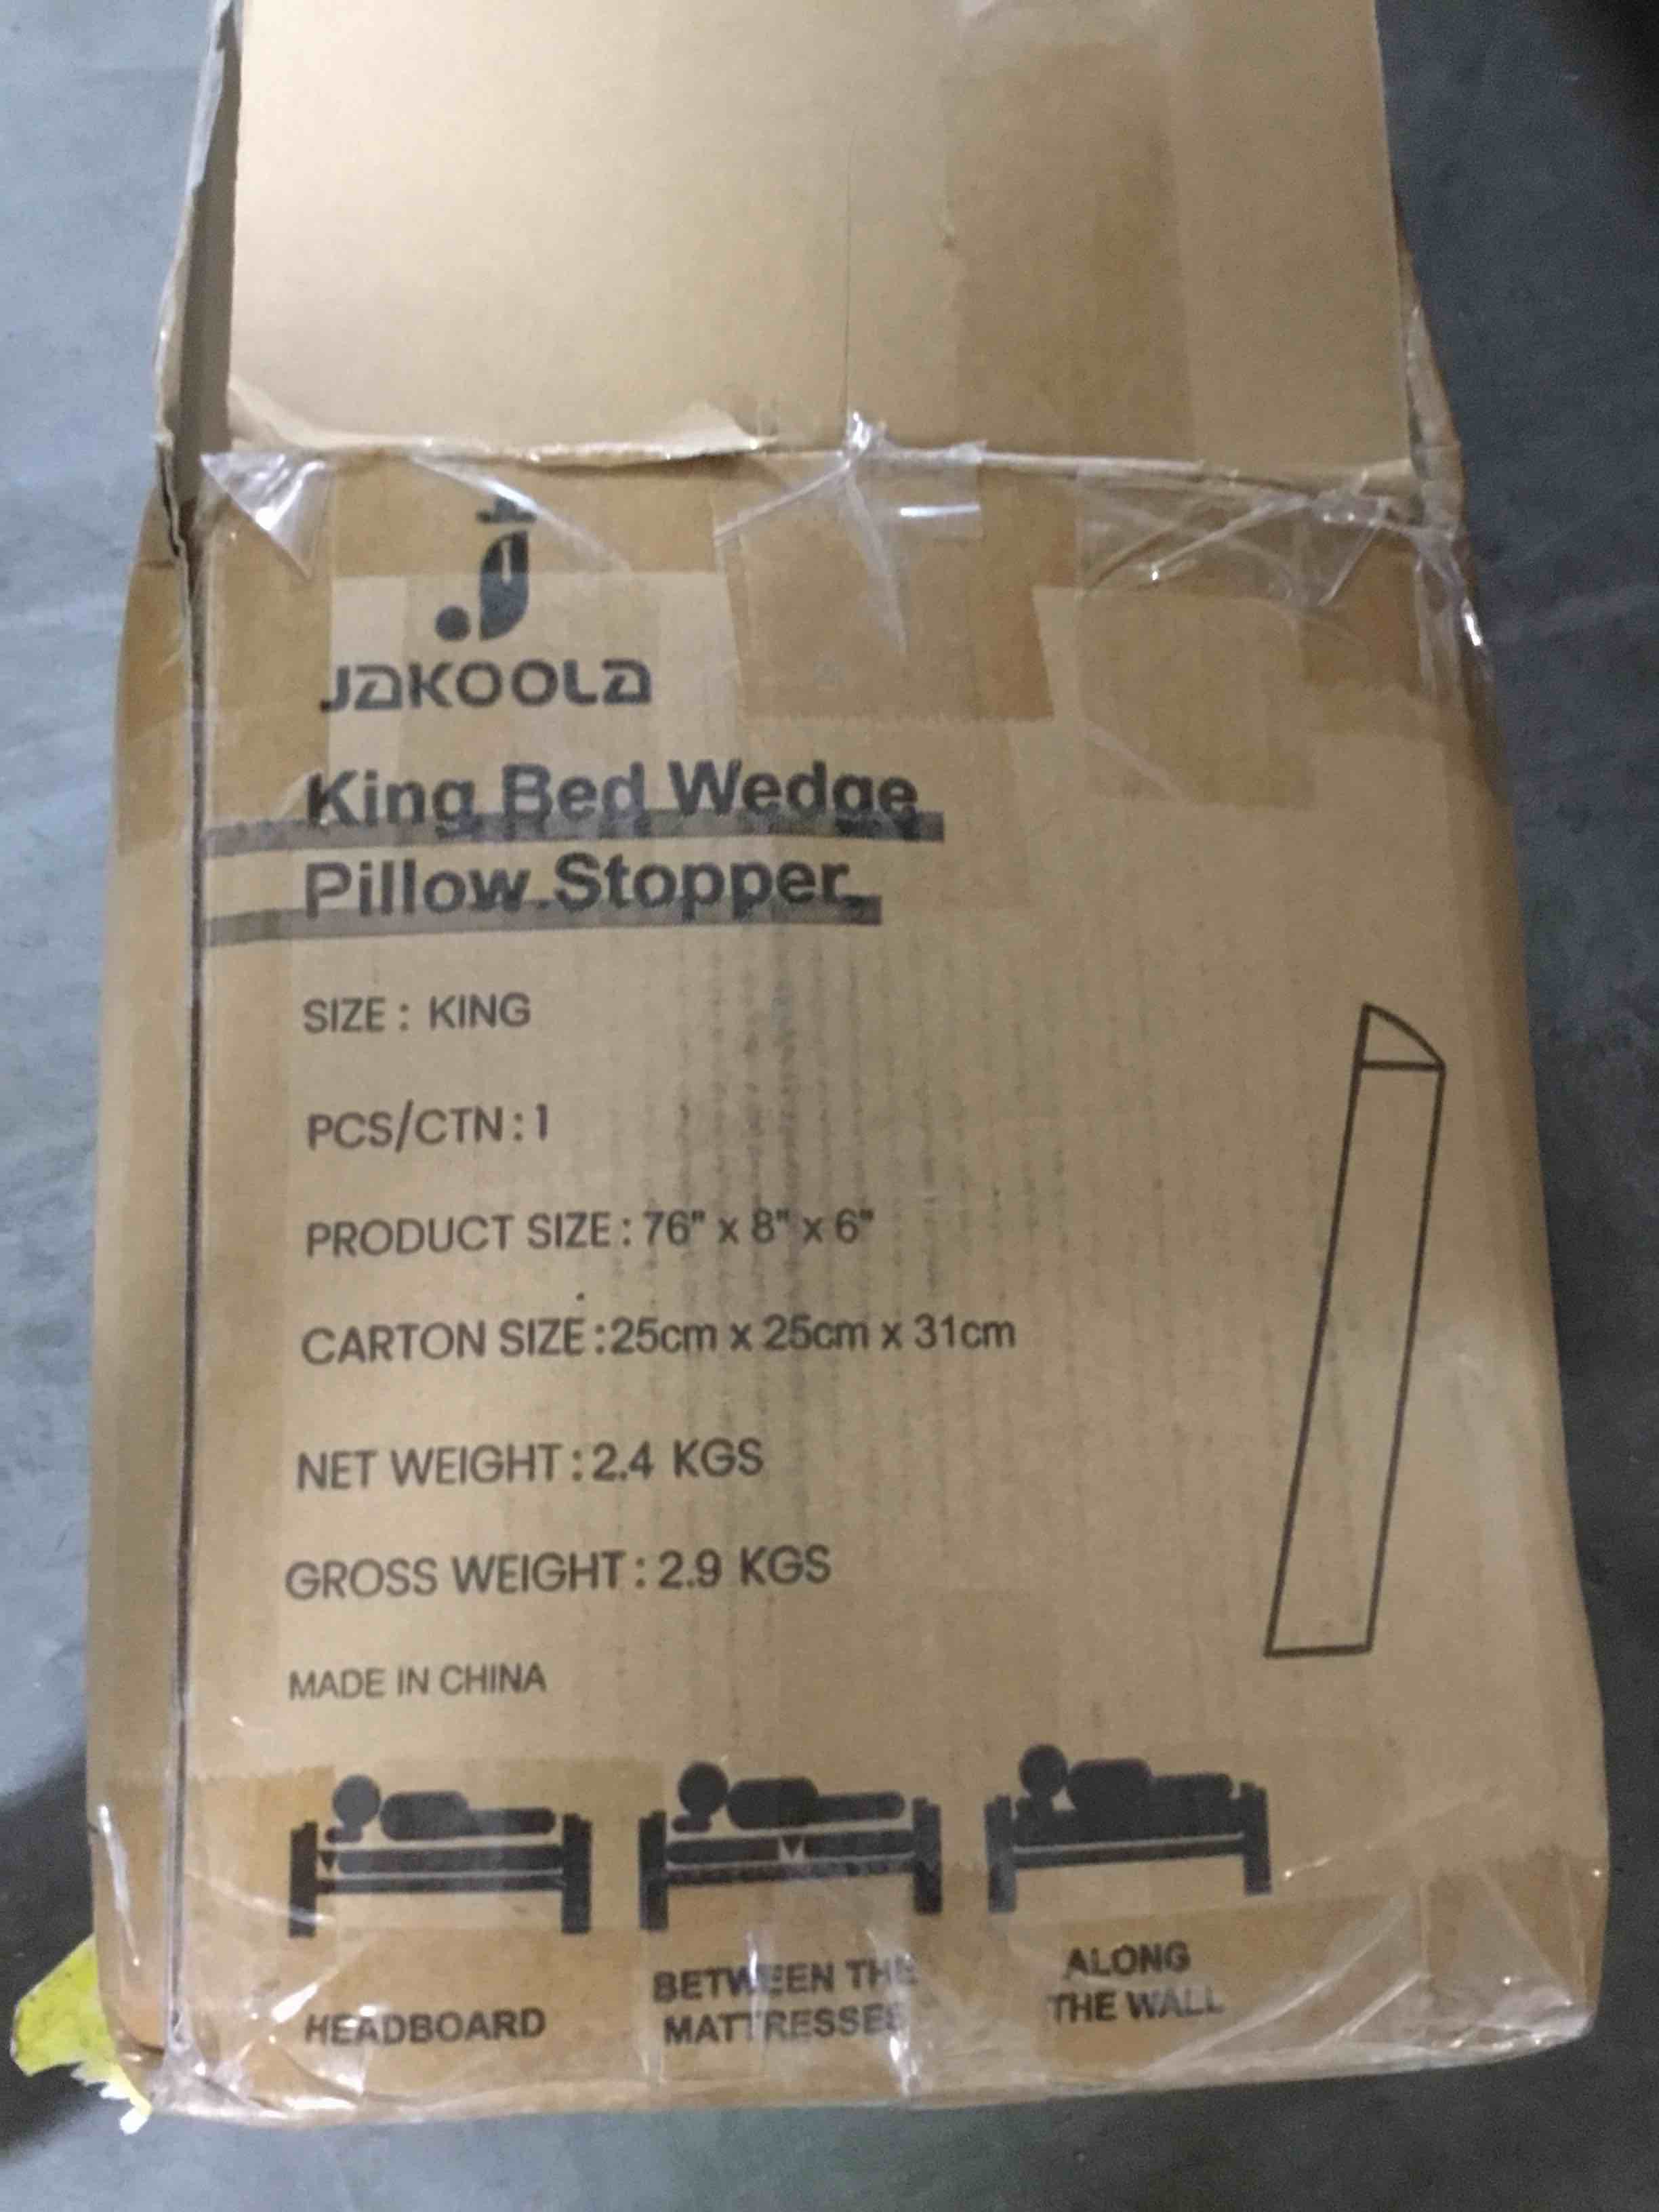 JAKOOLA
King Bed Wedge
Pillow Stopper
SIZE : KING
PCS/CTN : 1
PRODUCT SIZE : 76" x 8" x 6"
CARTON SIZE :25cm x 25cm x 31cm
NET WEIGHT : 2.4 KGS
GROSS WEIGHT : 2.9 KGS
MADE IN CHINA
HEADBOARD
BETWEEN THE
MATTRESSES
ALONG
THE WALL